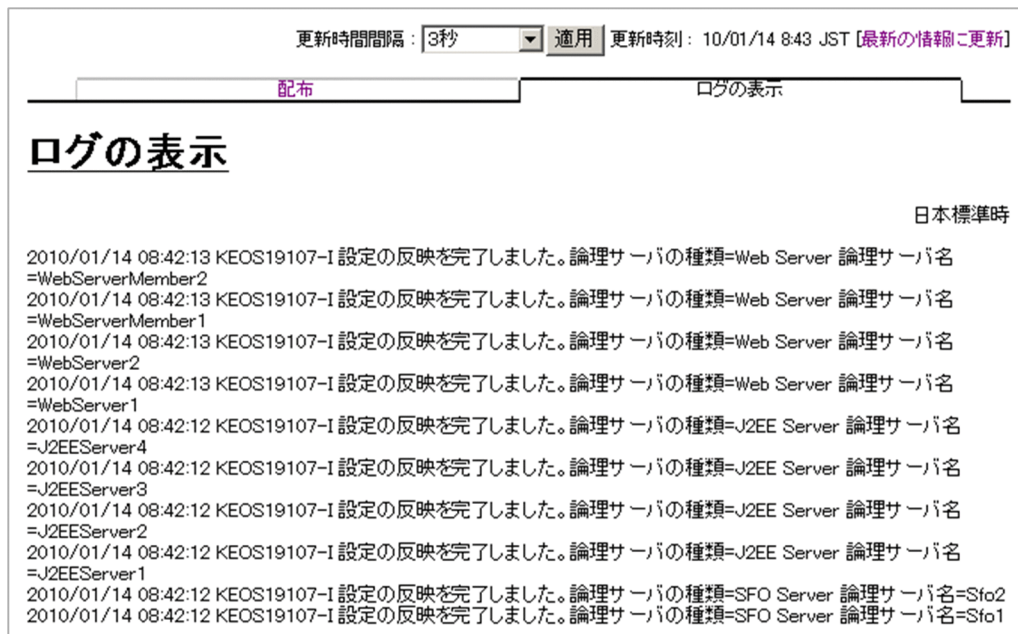 更新時間間隔：3秒 適用 更新時刻： 10/01/14 8:43 JST [最新の情報に更新]
配布 ログの表示
ログの表示
日本標準時
2010/01/14 08:42:13 KEOS19107-I 設定の反映を完了しました。論理サーバの種類=Web Server 論理サーバ名
=WebServerMember2
2010/01/14 08:42:13 KEOS19107-I 設定の反映を完了しました。論理サーバの種類=Web Server 論理サーバ名
=WebServerMember1
2010/01/14 08:42:13 KEOS19107-I 設定の反映を完了しました。論理サーバの種類=Web Server 論理サーバ名
=WebServer2
2010/01/14 08:42:13 KEOS19107-I 設定の反映を完了しました。論理サーバの種類=Web Server 論理サーバ名
=WebServer1
2010/01/14 08:42:12 KEOS19107-I 設定の反映を完了しました。論理サーバの種類=J2EE Server 論理サーバ名
=J2EEServer4
2010/01/14 08:42:12 KEOS19107-I 設定の反映を完了しました。論理サーバの種類=J2EE Server 論理サーバ名
=J2EEServer3
2010/01/14 08:42:12 KEOS19107-I 設定の反映を完了しました。論理サーバの種類=J2EE Server 論理サーバ名
=J2EEServer2
2010/01/14 08:42:12 KEOS19107-I 設定の反映を完了しました。論理サーバの種類=J2EE Server 論理サーバ名
=J2EEServer1
2010/01/14 08:42:12 KEOS19107-I 設定の反映を完了しました。論理サーバの種類=SFO Server 論理サーバ名=Sfo2
2010/01/14 08:42:12 KEOS19107-I 設定の反映を完了しました。論理サーバの種類=SFO Server 論理サーバ名=Sfo1